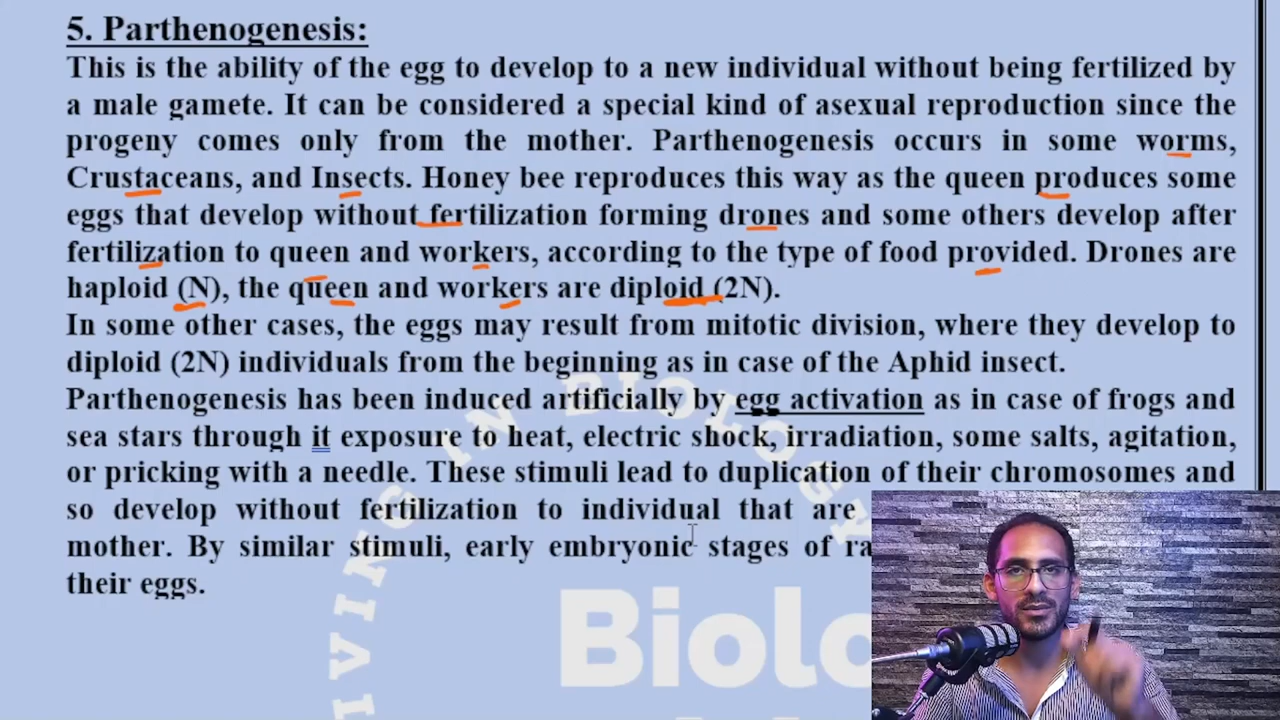 5. Parthenogenesis:
This is the ability of the egg to develop to a new individual without being fertilized by
a male gamete. It can be considered a special kind of asexual reproduction since the
progeny comes only from the mother. Parthenogenesis occurs in some worms,
Crustaceans, and Insects. Honey bee reproduces this way as the queen produces some
eggs that develop without fertilization forming drones and some others develop after
fertilization to queen and workers, according to the type of food provided. Drones are
haploid (N), the queen and workers are diploid (2N).
In some other cases, the eggs may result from mitotic division, where they develop to
diploid (2N) individuals from the beginning as in case of the Aphid insect.
Parthenogenesis has been induced artificially by egg activation as in case of frogs and
sea stars through it exposure to heat, electric shock, irradiation, some salts, agitation,
or pricking with a needle. These stimuli lead to duplication of their chromosomes and
so develop without fertilization to individual that are
mother. By similar stimuli, early embryonic stages of
their eggs.
IN BIOLOGY